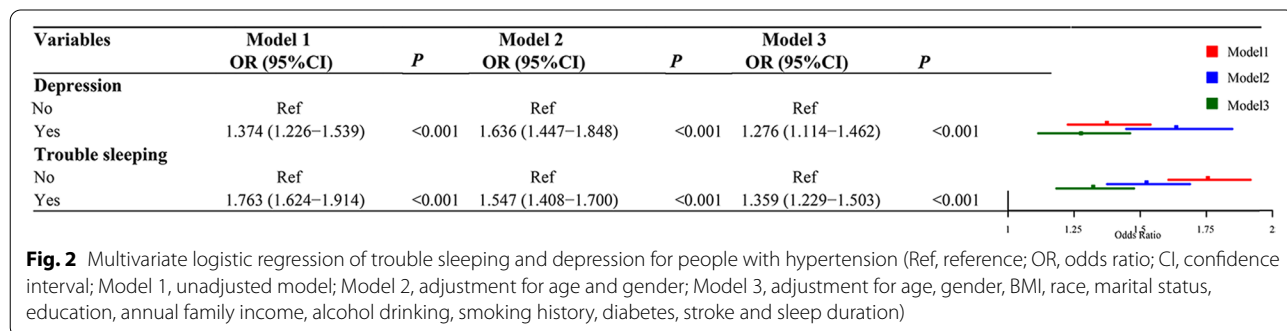 Variables Model 1 Model 2 Model 3
OR (95%CI) P OR (95%CI) P OR (95%CI) P
Model1
Depression
Model2
No Ref Ref Ref
Model3
Yes 1.374 (1.226−1.539) <0.001 1.636 (1.447−1.848) <0.001 1.276 (1.114−1.462) <0.001
Trouble sleeping
No Ref Ref Ref
Yes 1.763 (1.624−1.914) <0.001 1.547 (1.408−1.700) <0.001 1.359 (1.229−1.503) <0.001
1 1.25 1.5 1.75 2
Odds Ratio
Fig. 2 Multivariate logistic regression of trouble sleeping and depression for people with hypertension (Ref, reference; OR, odds ratio; CI, confidence
interval; Model 1, unadjusted model; Model 2, adjustment for age and gender; Model 3, adjustment for age, gender, BMI, race, marital status,
education, annual family income, alcohol drinking, smoking history, diabetes, stroke and sleep duration)